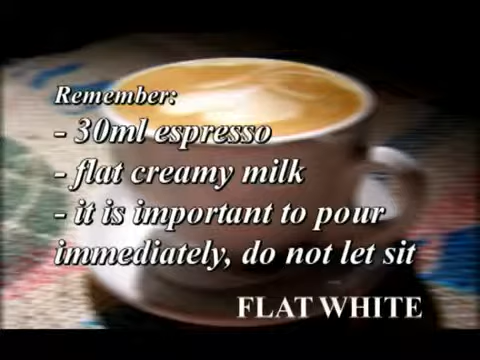 Remember:
- 30ml espresso
- flat creamy milk
- it is important to pour
immediately, do not let sit
FLAT WHITE